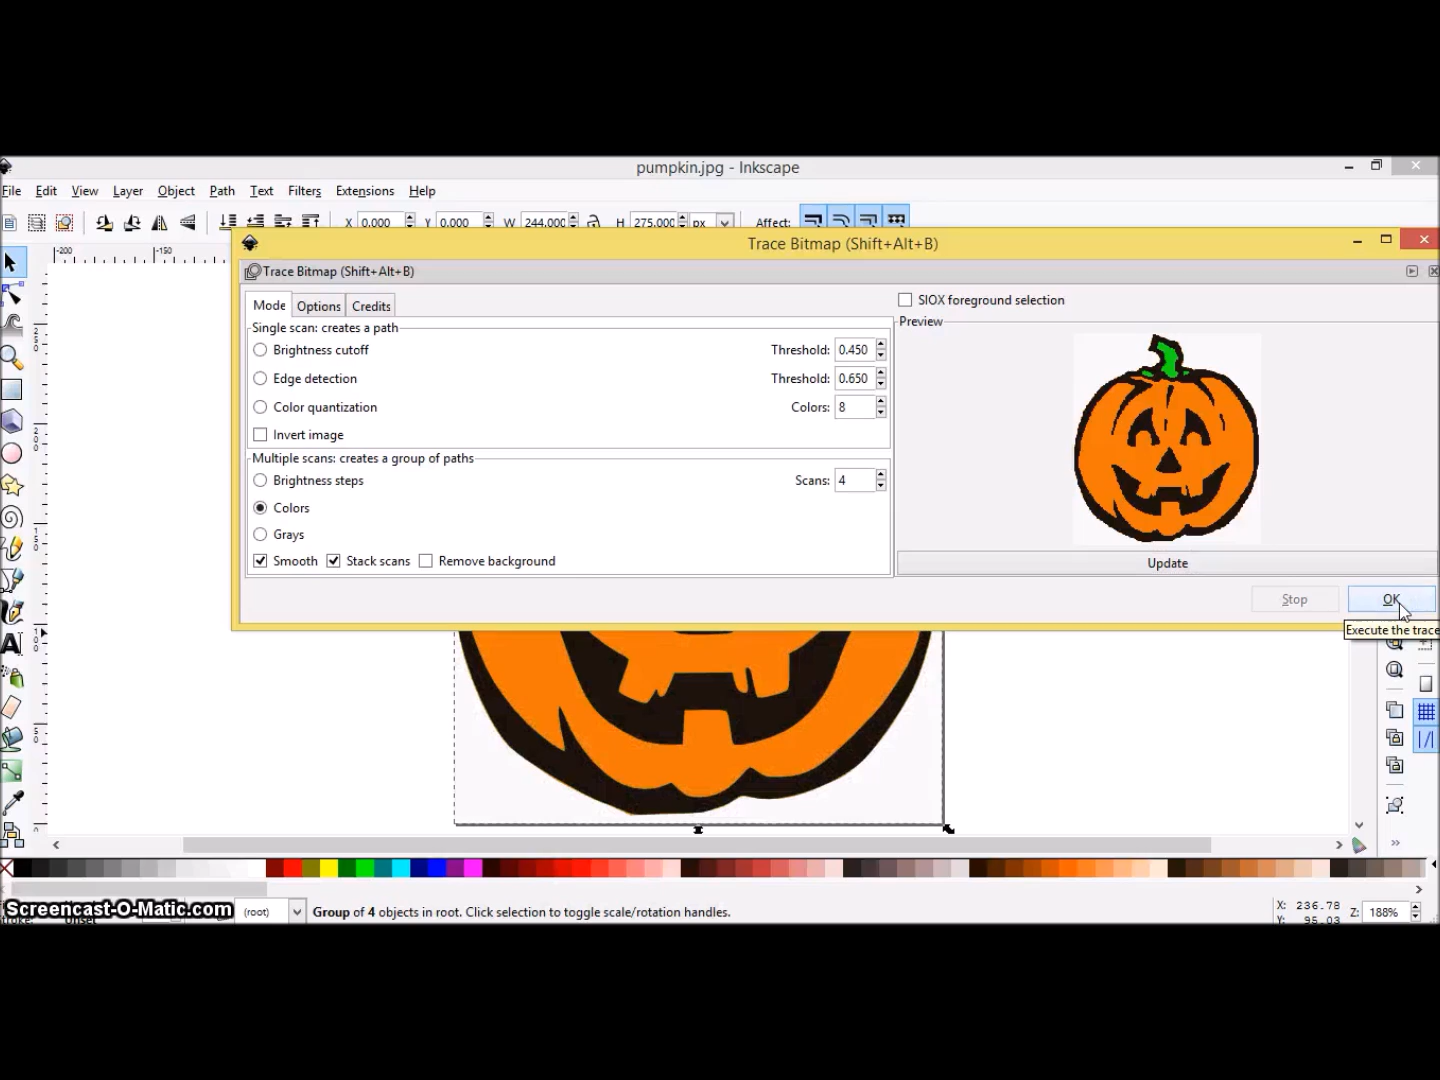 pumpkin.jpg - Inkscape
File Edit View Layer Object Path Text Filters Extensions Help
X 0.000 Y 0.000 W 244.000 H 275.000 px Affect:
-200 -150
Trace Bitmap (Shift+Alt+B)
Trace Bitmap (Shift+Alt+B)
Mode Options Credits
SIOX foreground selection
Single scan: creates a path
Preview
Brightness cutoff Threshold: 0.450
Edge detection Threshold: 0.650
Color quantization Colors: 8
Invert image
Multiple scans: creates a group of paths
Brightness steps Scans: 4
Colors
Grays
Smooth Stack scans Remove background
Update
Stop OK
Execute the trace
Screencast-O-Matic.com
(root) Group of 4 objects in root. Click selection to toggle scale/rotation handles.
X: 236.78
Y: 95.03
Z: 188%